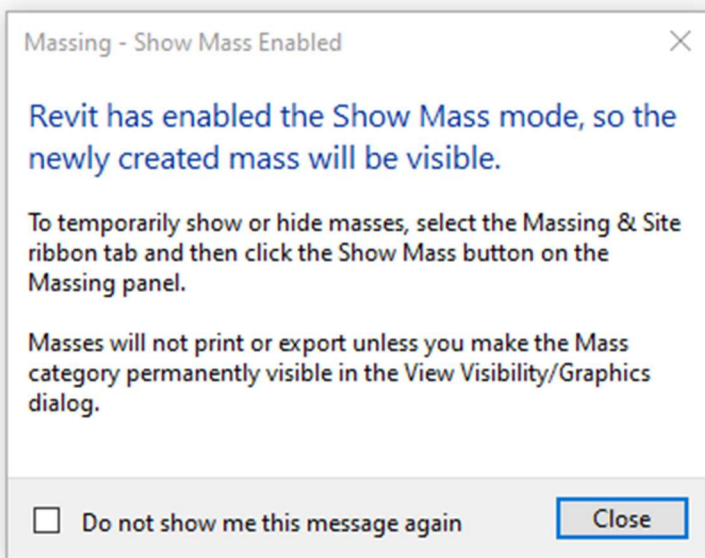 Massing - Show Mass Enabled
Revit has enabled the Show Mass mode, so the
newly created mass will be visible.
To temporarily show or hide masses, select the Massing & Site
ribbon tab and then click the Show Mass button on the
Massing panel.
Masses will not print or export unless you make the Mass
category permanently visible in the View Visibility/Graphics
dialog.
Do not show me this message again
Close